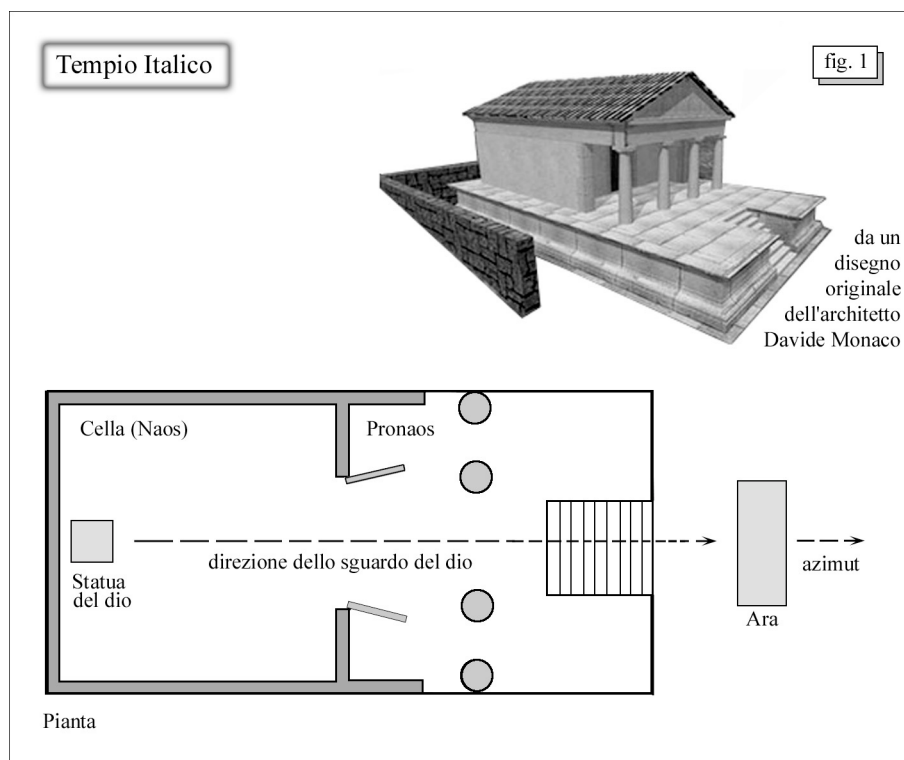 Tempio Italico
fig. 1
da un
disegno
originale
dell'architetto
Davide Monaco
Cella (Naos)
Pronaos
direzione dello sguardo del dio
azimut
Statua
del dio
Ara
Pianta